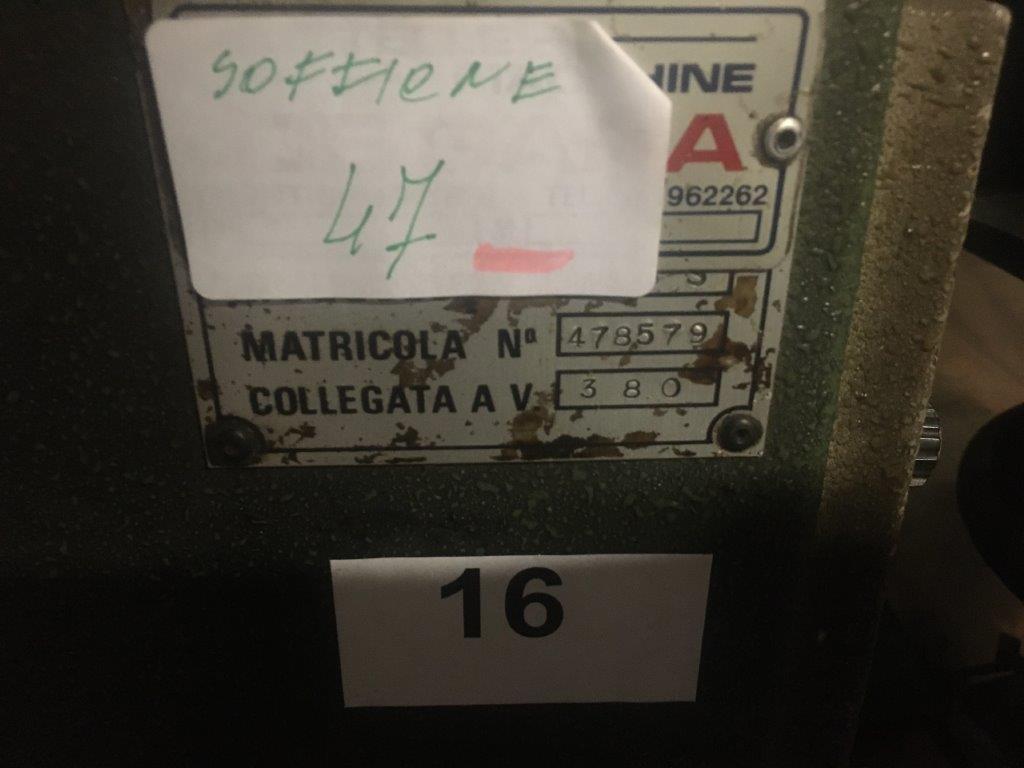 SOFFIONE
47
HINE
A
962262
S
MATRICOLA Nº 478579
COLLEGATA A V. 380
16